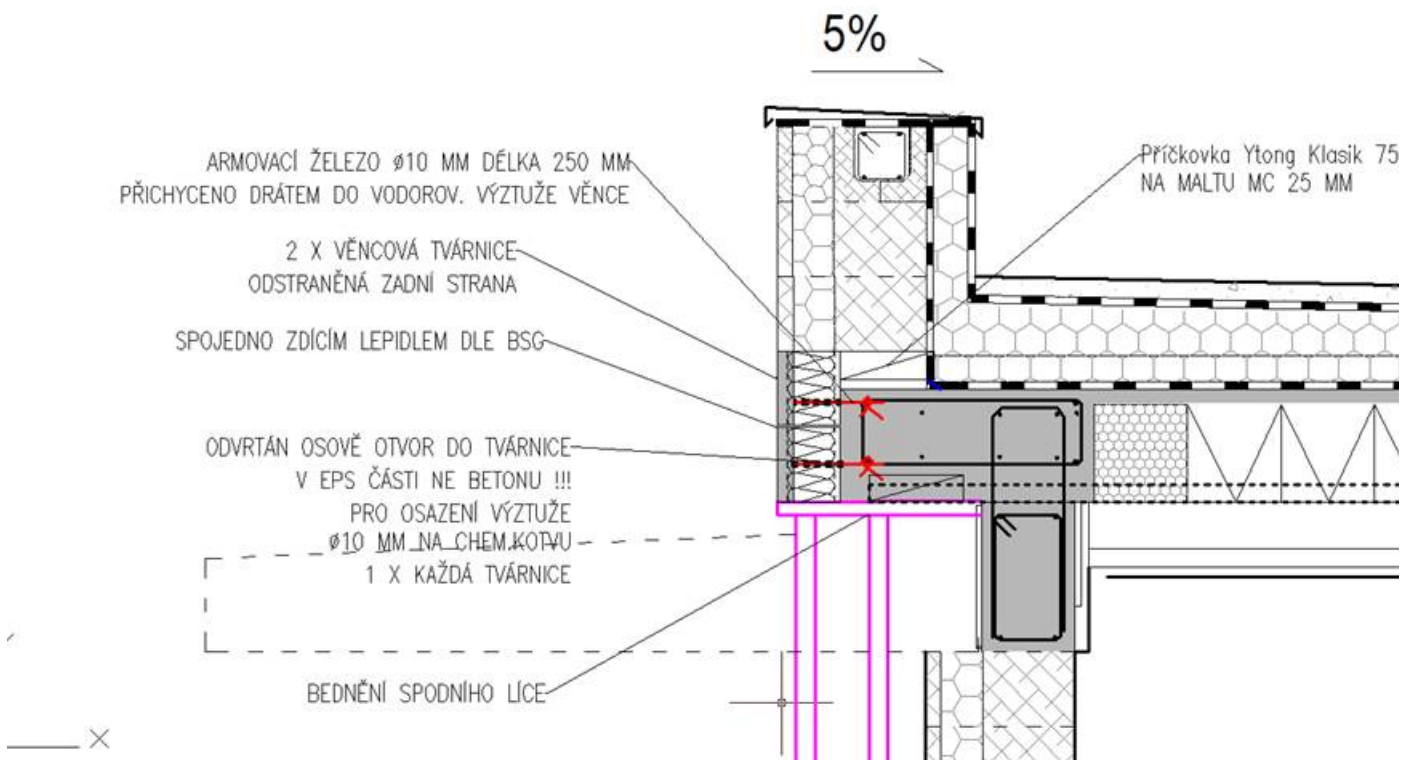 5%
ARMOVACÍ ŽELEZO ø10 MM DÉLKA 250 MM
PŘICHYCENO DRÁTEM DO VODOROV. VÝZTUŽE VĚNCE
2 X VĚNCOVÁ TVÁRNICE
ODSTRANĚNÁ ZADNÍ STRANA
SPOJEDNO ZDÍCÍM LEPIDLEM DLE BSG
ODVRTÁN OSOVĚ OTVOR DO TVÁRNICE
V EPS ČÁSTI NE BETONU !!!
PRO OSAZENÍ VÝZTUŽE
ø10 MM NA CHEM.KOTVU
1 X KAŽDÁ TVÁRNICE
BEDNĚNÍ SPODNÍHO LÍCE
Příčkovka Ytong Klasik 75
NA MALTU MC 25 MM